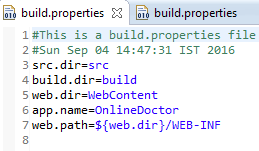 build.properties build.properties
1 #This is a build.properties file
2 #Sun Sep 04 14:47:31 IST 2016
3 src.dir=src
4 build.dir=build
5 web.dir=WebContent
6 app.name=OnlineDoctor
7 web.path=${web.dir}/WEB-INF
8